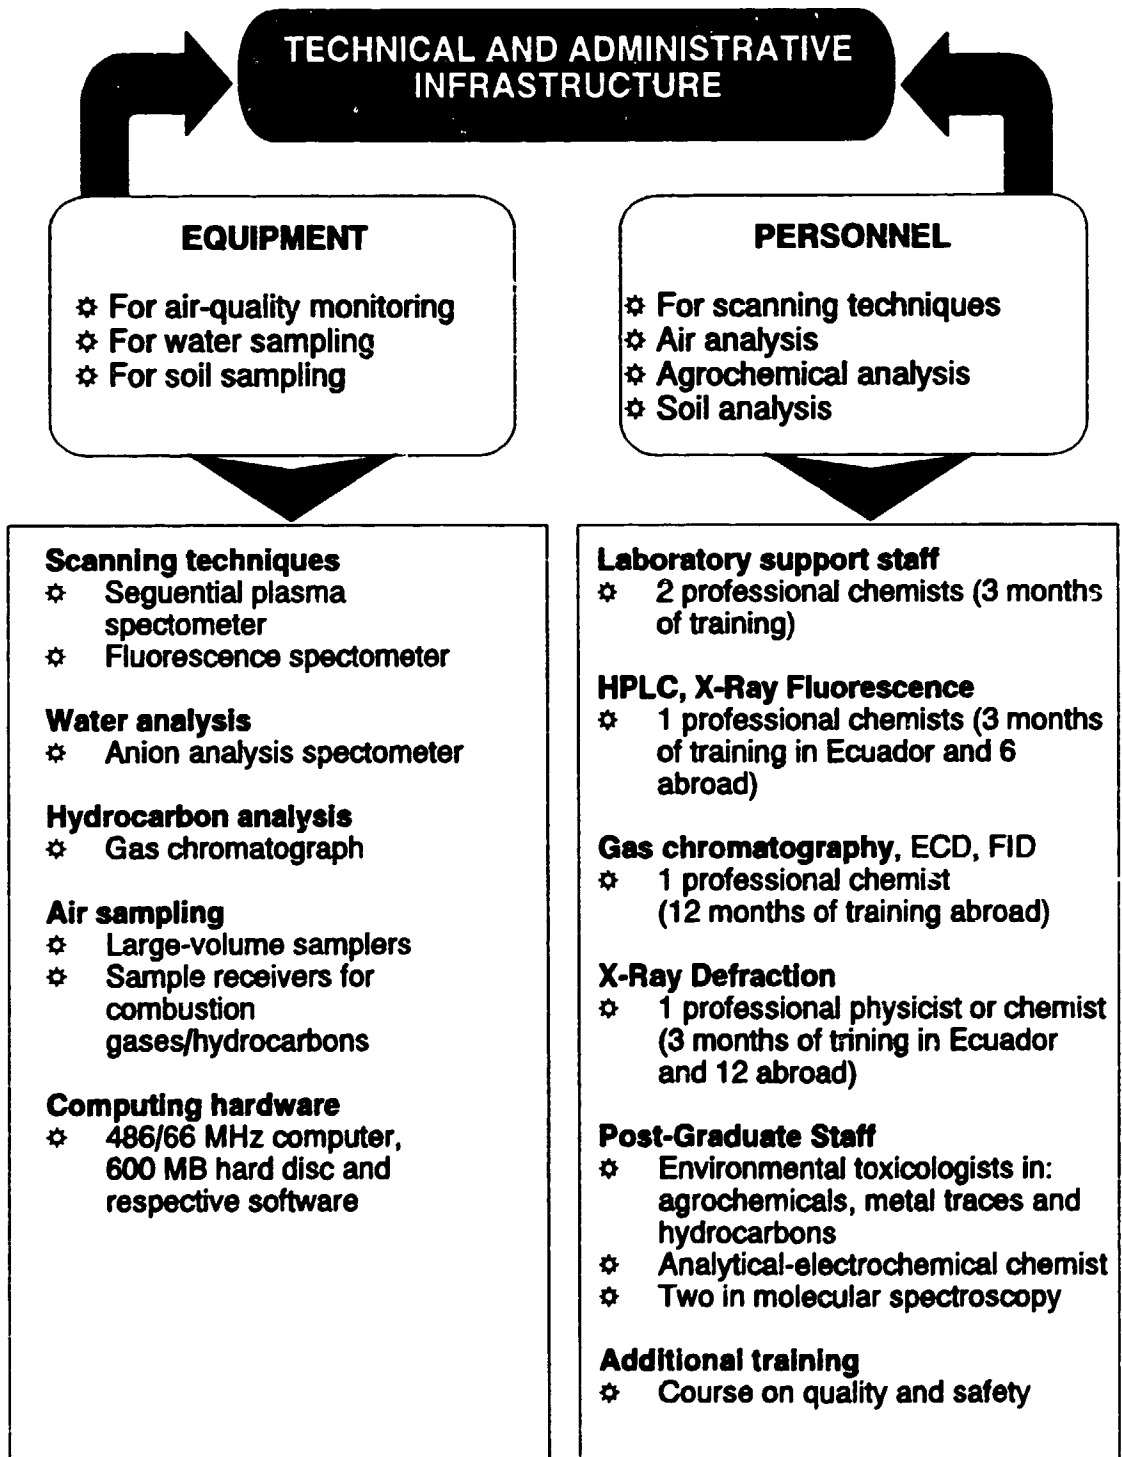 TECHNICAL AND ADMINISTRATIVE
INFRASTRUCTURE
EQUIPMENT
✡ For air-quality monitoring
✡ For water sampling
✡ For soil sampling
PERSONNEL
✡ For scanning techniques
✡ Air analysis
✡ Agrochemical analysis
✡ Soil analysis
Scanning techniques
✡ Seguential plasma
spectometer
✡ Fluorescence spectometer
Water analysis
✡ Anion analysis spectometer
Hydrocarbon analysis
✡ Gas chromatograph
Air sampling
✡ Large-volume samplers
✡ Sample receivers for
combustion
gases/hydrocarbons
Computing hardware
✡ 486/66 MHz computer,
600 MB hard disc and
respective software
Laboratory support staff
✡ 2 professional chemists (3 months
of training)
HPLC, X-Ray Fluorescence
✡ 1 professional chemists (3 months
of training in Ecuador and 6
abroad)
Gas chromatography, ECD, FID
✡ 1 professional chemist
(12 months of training abroad)
X-Ray Defraction
✡ 1 professional physicist or chemist
(3 months of trining in Ecuador
and 12 abroad)
Post-Graduate Staff
✡ Environmental toxicologists in:
agrochemicals, metal traces and
hydrocarbons
✡ Analytical-electrochemical chemist
✡ Two in molecular spectroscopy
Additional training
✡ Course on quality and safety